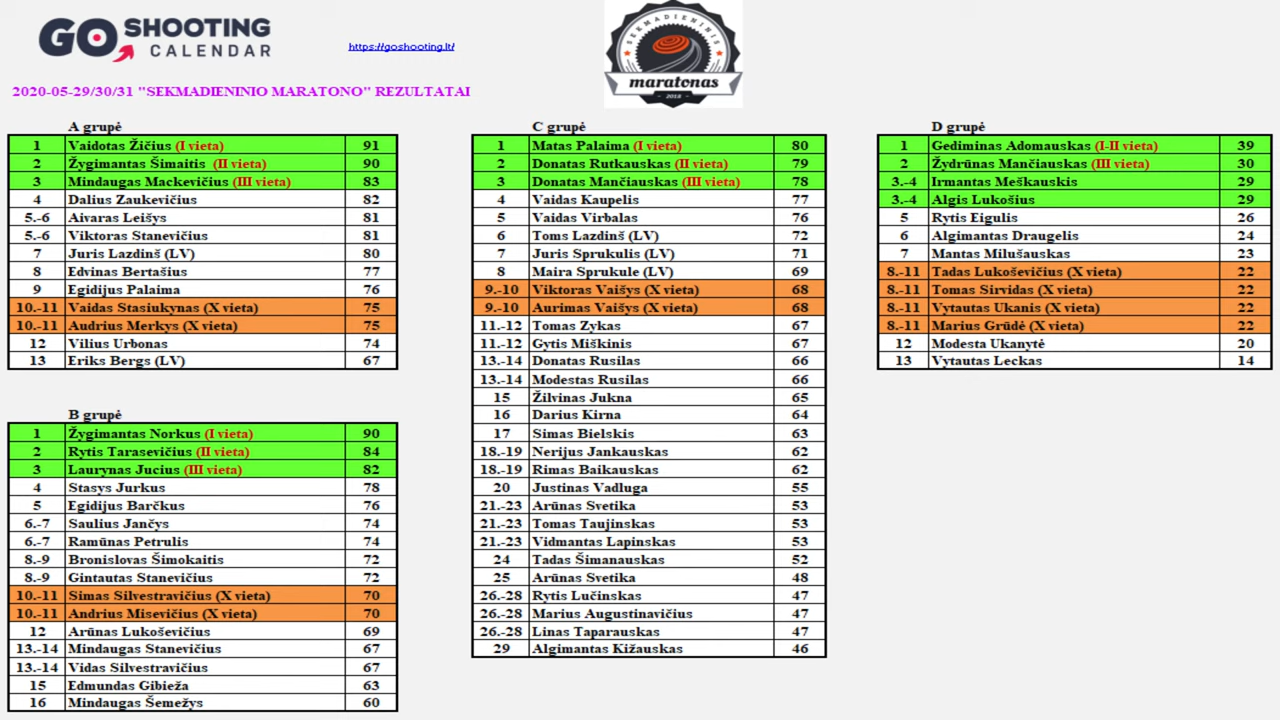 GO SHOOTING CALENDAR
https://goshooting.lt/
SEKMADIENINIS
maratonas
- 2018 -
2020-05-29/30/31 "SEKMADIENINIO MARATONO" REZULTATAI
A grupė
1 Vaidotas Žičius (I vieta) 91
2 Žygimantas Šimaitis (II vieta) 90
3 Mindaugas Mackevičius (III vieta) 83
4 Dalius Zaukevičius 82
5.-6 Aivaras Leišys 81
5.-6 Viktoras Stanevičius 81
7 Juris Lazdinš (LV) 80
8 Edvinas Bertašius 77
9 Egidijus Palaima 76
10.-11 Vaidas Stasiukynas (X vieta) 75
10.-11 Audrius Merkys (X vieta) 75
12 Vilius Urbonas 74
13 Eriks Bergs (LV) 67
B grupė
1 Žygimantas Norkus (I vieta) 90
2 Rytis Tarasevičius (II vieta) 84
3 Laurynas Jucius (III vieta) 82
4 Stasys Jurkus 78
5 Egidijus Barčkus 76
6.-7 Saulius Jančys 74
6.-7 Ramūnas Petrulis 74
8.-9 Bronislovas Šimokaitis 72
8.-9 Gintautas Stanevičius 72
10.-11 Simas Silvestravičius (X vieta) 70
10.-11 Andrius Misevičius (X vieta) 70
12 Arūnas Lukoševičius 69
13.-14 Mindaugas Stanevičius 67
13.-14 Vidas Silvestravičius 67
15 Edmundas Gibieža 63
16 Mindaugas Šemežys 60
C grupė
1 Matas Palaima (I vieta) 80
2 Donatas Rutkauskas (II vieta) 79
3 Donatas Mančiauskas (III vieta) 78
4 Vaidas Kaupelis 77
5 Vaidas Virbalas 76
6 Toms Lazdinš (LV) 72
7 Juris Sprukulis (LV) 71
8 Maira Sprukule (LV) 69
9.-10 Viktoras Vaišys (X vieta) 68
9.-10 Aurimas Vaišys (X vieta) 68
11.-12 Tomas Zykas 67
11.-12 Gytis Miškinis 67
13.-14 Donatas Rusilas 66
13.-14 Modestas Rusilas 66
15 Žilvinas Jukna 65
16 Darius Kirna 64
17 Simas Bielskis 63
18.-19 Nerijus Jankauskas 62
18.-19 Rimas Baikauskas 62
20 Justinas Vadluga 55
21.-23 Arūnas Svetika 53
21.-23 Tomas Taujinskas 53
21.-23 Vidmantas Lapinskas 53
24 Tadas Šimanauskas 52
25 Arūnas Svetika 48
26.-28 Rytis Lučinskas 47
26.-28 Marius Augustinavičius 47
26.-28 Linas Taparauskas 47
29 Algimantas Kižauskas 46
D grupė
1 Gediminas Adomauskas (I-II vieta) 39
2 Žydrūnas Mančiauskas (III vieta) 30
3.-4 Irmantas Meškauskis 29
3.-4 Algis Lukošius 29
5 Rytis Eigulis 26
6 Algimantas Draugelis 24
7 Mantas Milušauskas 23
8.-11 Tadas Lukoševičius (X vieta) 22
8.-11 Tomas Sirvidas (X vieta) 22
8.-11 Vytautas Ukanis (X vieta) 22
8.-11 Marius Grūdė (X vieta) 22
12 Modesta Ukanytė 20
13 Vytautas Leckas 14